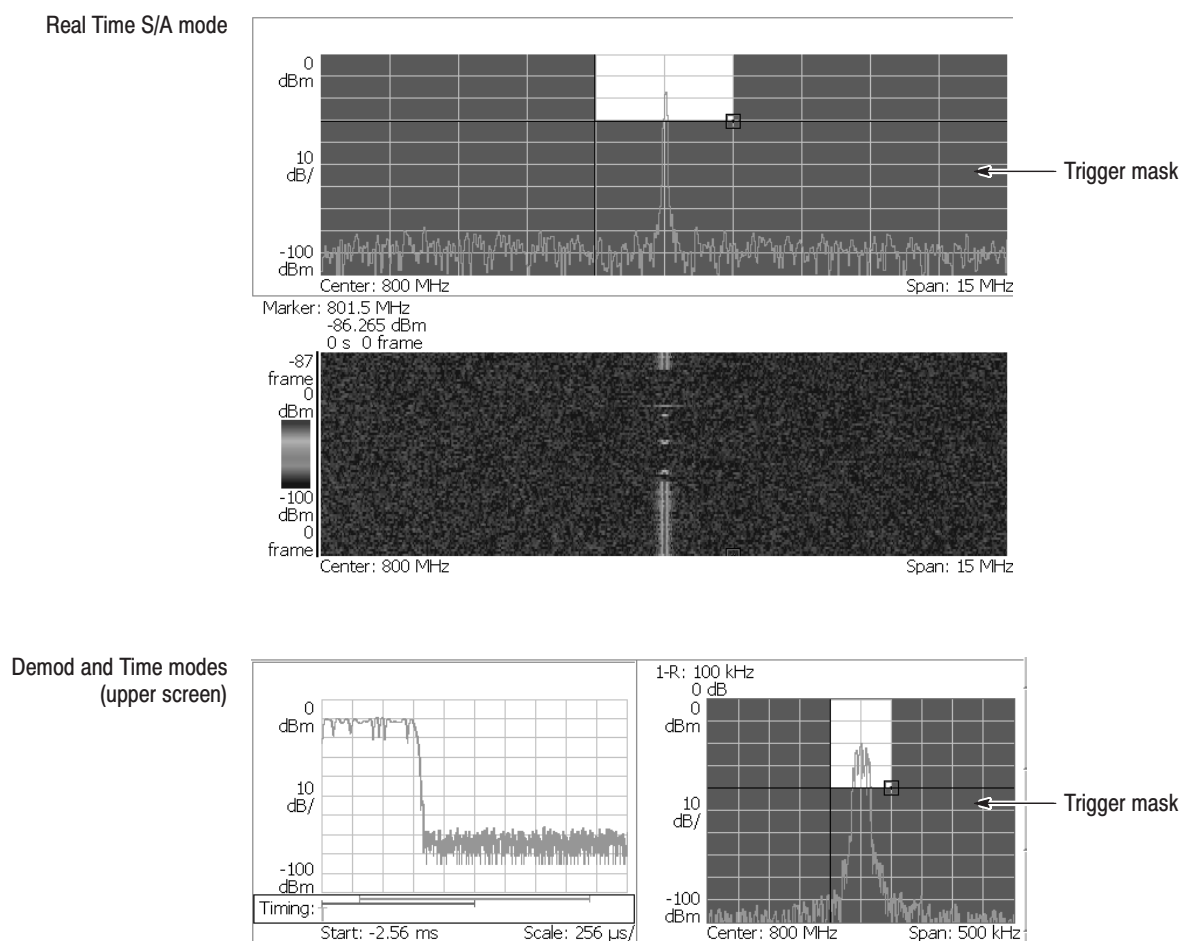 Real Time S/A mode
0
dBm
10
dB/
-100
dBm
Center: 800 MHz
Span: 15 MHz
Trigger mask
Marker: 801.5 MHz
-86.265 dBm
0 s 0 frame
-87
frame
0
dBm
-100
dBm
0
frame
Center: 800 MHz
Span: 15 MHz
Demod and Time modes
(upper screen)
0
dBm
10
dB/
-100
dBm
Timing:
Start: -2.56 ms
Scale: 256 µs/
1-R: 100 kHz
0 dB
0
dBm
10
dB/
-100
dBm
Center: 800 MHz
Span: 500 kHz
Trigger mask